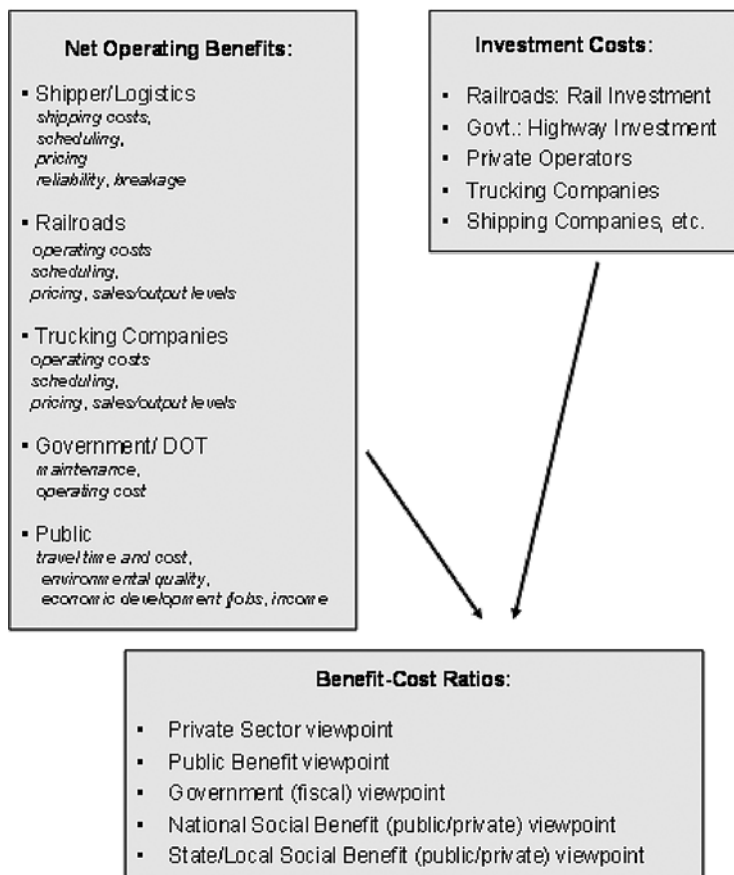 Net Operating Benefits:
▪ Shipper/Logistics
shipping costs,
scheduling,
pricing
reliability, breakage
▪ Railroads
operating costs
scheduling,
pricing, sales/output levels
▪ Trucking Companies
operating costs
scheduling,
pricing, sales/output levels
▪ Government/ DOT
maintenance,
operating cost
▪ Public
travel time and cost,
environmental quality,
economic development (jobs, income
Investment Costs:
▪ Railroads: Rail Investment
▪ Govt.: Highway Investment
▪ Private Operators
▪ Trucking Companies
▪ Shipping Companies, etc.
Benefit-Cost Ratios:
▪ Private Sector viewpoint
▪ Public Benefit viewpoint
▪ Government (fiscal) viewpoint
▪ National Social Benefit (public/private) viewpoint
▪ State/Local Social Benefit (public/private) viewpoint